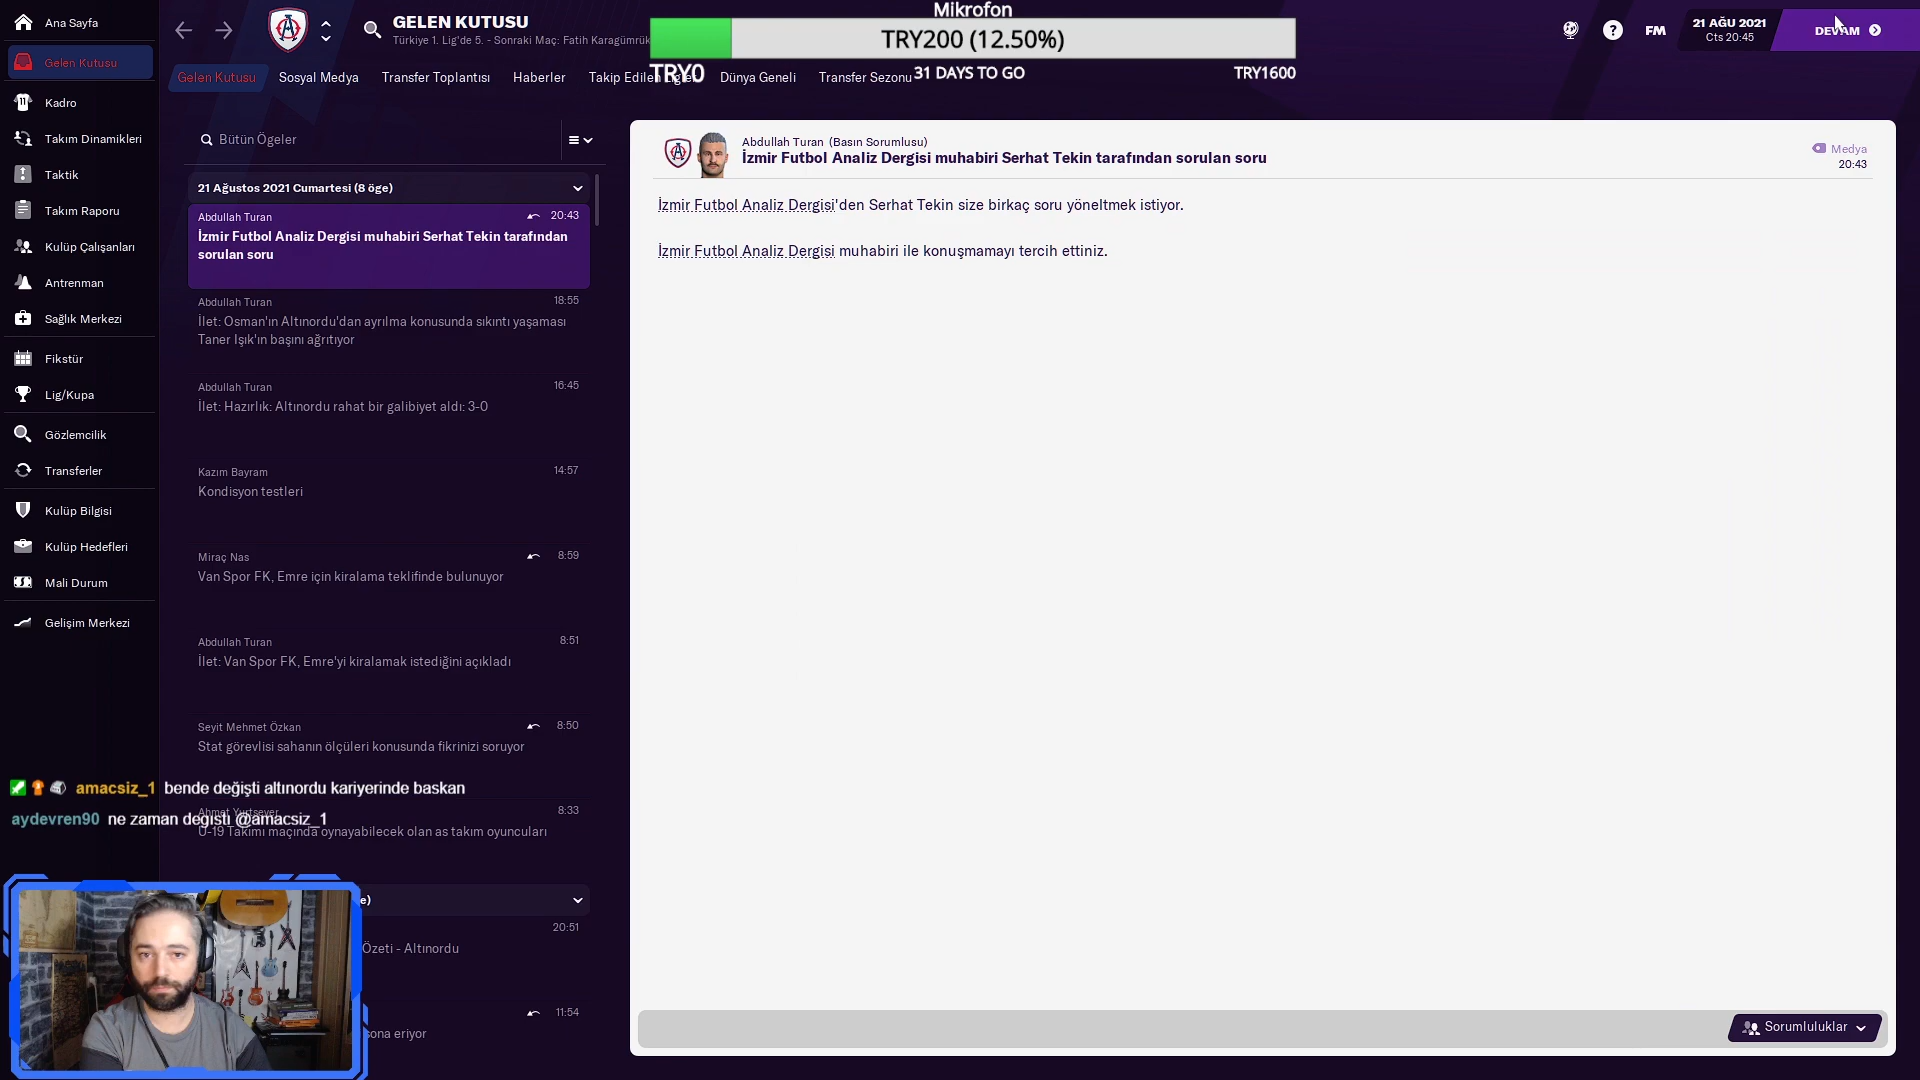 Ana Sayfa
Gelen Kutusu
Kadro
Takım Dinamikleri
Taktik
Takım Raporu
Kulüp Çalışanları
Antrenman
Sağlık Merkezi
Fikstür
Lig/Kupa
Gözlemcilik
Transferler
Kulüp Bilgisi
Kulüp Hedefleri
Mali Durum
Gelişim Merkezi
GELEN KUTUSU
Türkiye 1. Lig'de 5. - Sonraki Maç: Fatih Karagümrük
Mikrofon
TRY200 (12.50%)
TRY0
31 DAYS TO GO
TRY1600
FM
21 AĞU 2021
Cts 20:45
DEVAM
Gelen Kutusu
Sosyal Medya
Transfer Toplantısı
Haberler
Takip Edilen
Dünya Geneli
Transfer Sezonu
Bütün Ögeler
21 Ağustos 2021 Cumartesi (8 öge)
Abdullah Turan 20:43
İzmir Futbol Analiz Dergisi muhabiri Serhat Tekin tarafından
sorulan soru
Abdullah Turan 18:55
İlet: Osman'ın Altınordu'dan ayrılma konusunda sıkıntı yaşaması
Taner Işık'ın başını ağrıtıyor
Abdullah Turan 16:45
İlet: Hazırlık: Altınordu rahat bir galibiyet aldı: 3-0
Kazım Bayram 14:57
Kondisyon testleri
Miraç Nas 8:59
Van Spor FK, Emre için kiralama teklifinde bulunuyor
Abdullah Turan 8:51
İlet: Van Spor FK, Emre'yi kiralamak istediğini açıkladı
Seyit Mehmet Özkan 8:50
Stat görevlisi sahanın ölçüleri konusunda fikrinizi soruyor
amacsiz_1 bende değişti altınordu kariyerinde baskan
Ahmet Yurtsever 8:33
aydevren90 ne zaman değisti @amacsiz_1
U-19 Takımı maçında oynayabilecek olan as takım oyuncuları
e)
20:51
Özeti - Altınordu
11:54
sona eriyor
Abdullah Turan (Basın Sorumlusu)
İzmir Futbol Analiz Dergisi muhabiri Serhat Tekin tarafından sorulan soru
Medya
20:43
İzmir Futbol Analiz Dergisi'den Serhat Tekin size birkaç soru yöneltmek istiyor.
İzmir Futbol Analiz Dergisi muhabiri ile konuşmamayı tercih ettiniz.
Sorumluluklar